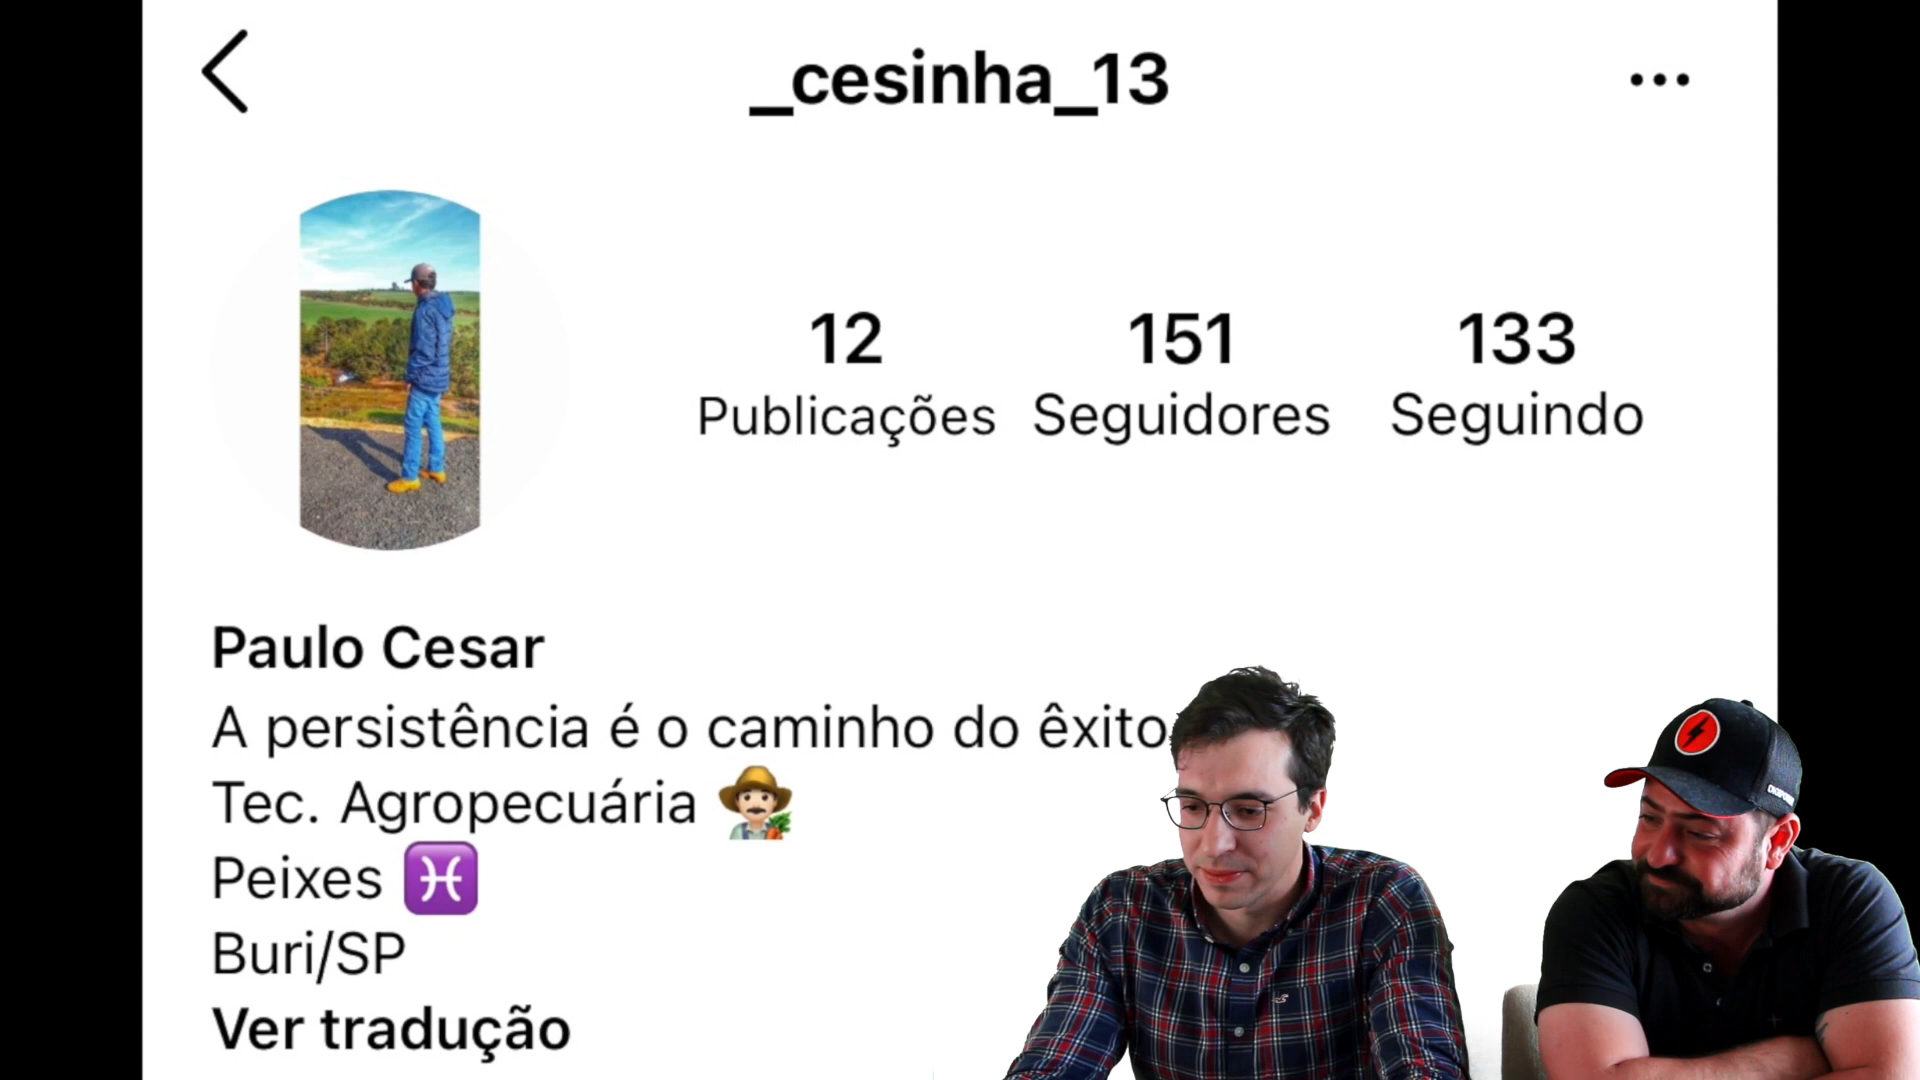 _cesinha_13
12 151 133
Publicações Seguidores Seguindo
Paulo Cesar
A persistência é o caminho do êxito
Tec. Agropecuária
Peixes
Buri/SP
Ver tradução